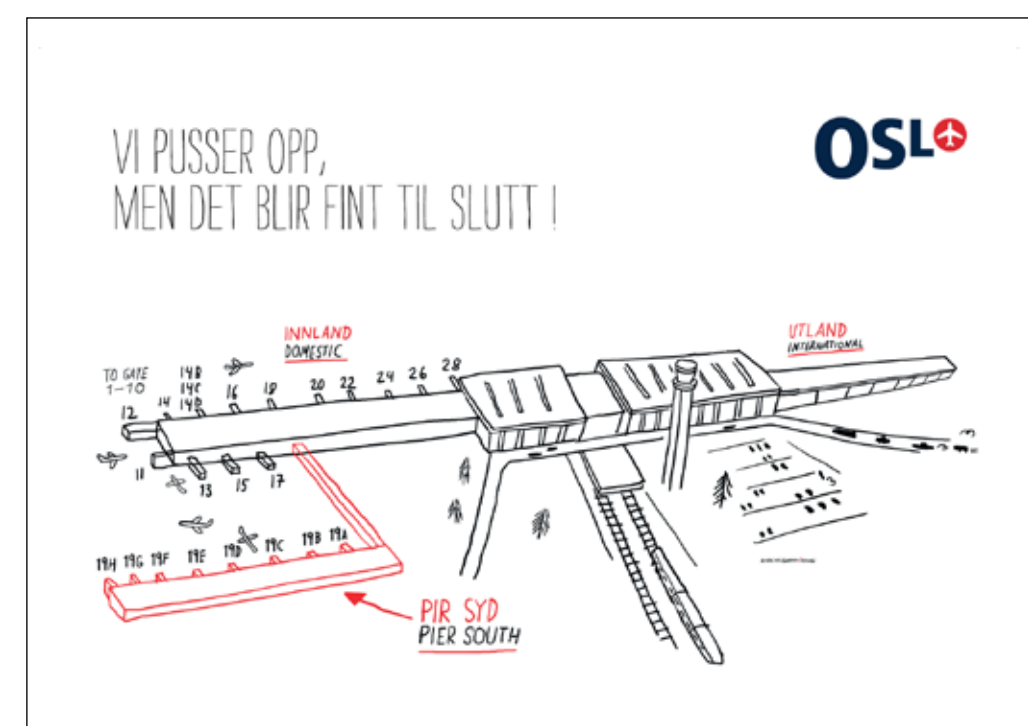 VI PUSSER OPP,
MEN DET BLIR FINT TIL SLUTT !
OSL
INNLAND
DOMESTIC
UTLAND
INTERNATIONAL
TO GATE
1-10
14B
14C
14D
12
14
16
18
20
22
24
26
28
11
13
15
17
19H
19G
19F
19E
19D
19C
19B
19A
PIR SYD
PIER SOUTH